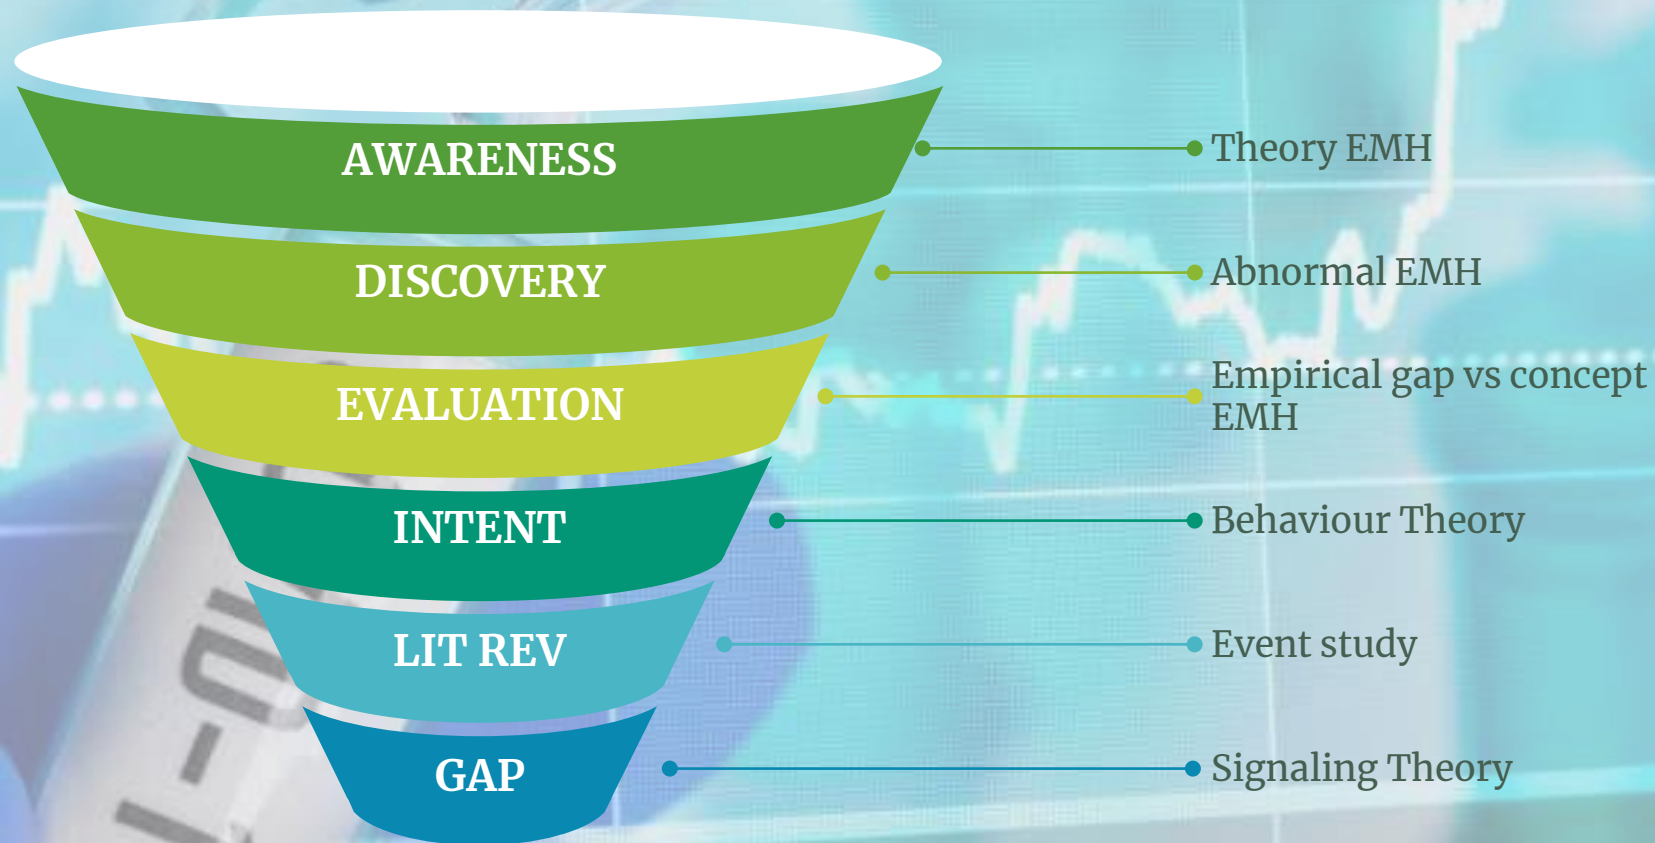 AWARENESS
Theory EMH
DISCOVERY
Abnormal EMH
EVALUATION
Empirical gap vs concept
EMH
INTENT
Behaviour Theory
LIT REV
Event study
GAP
Signaling Theory